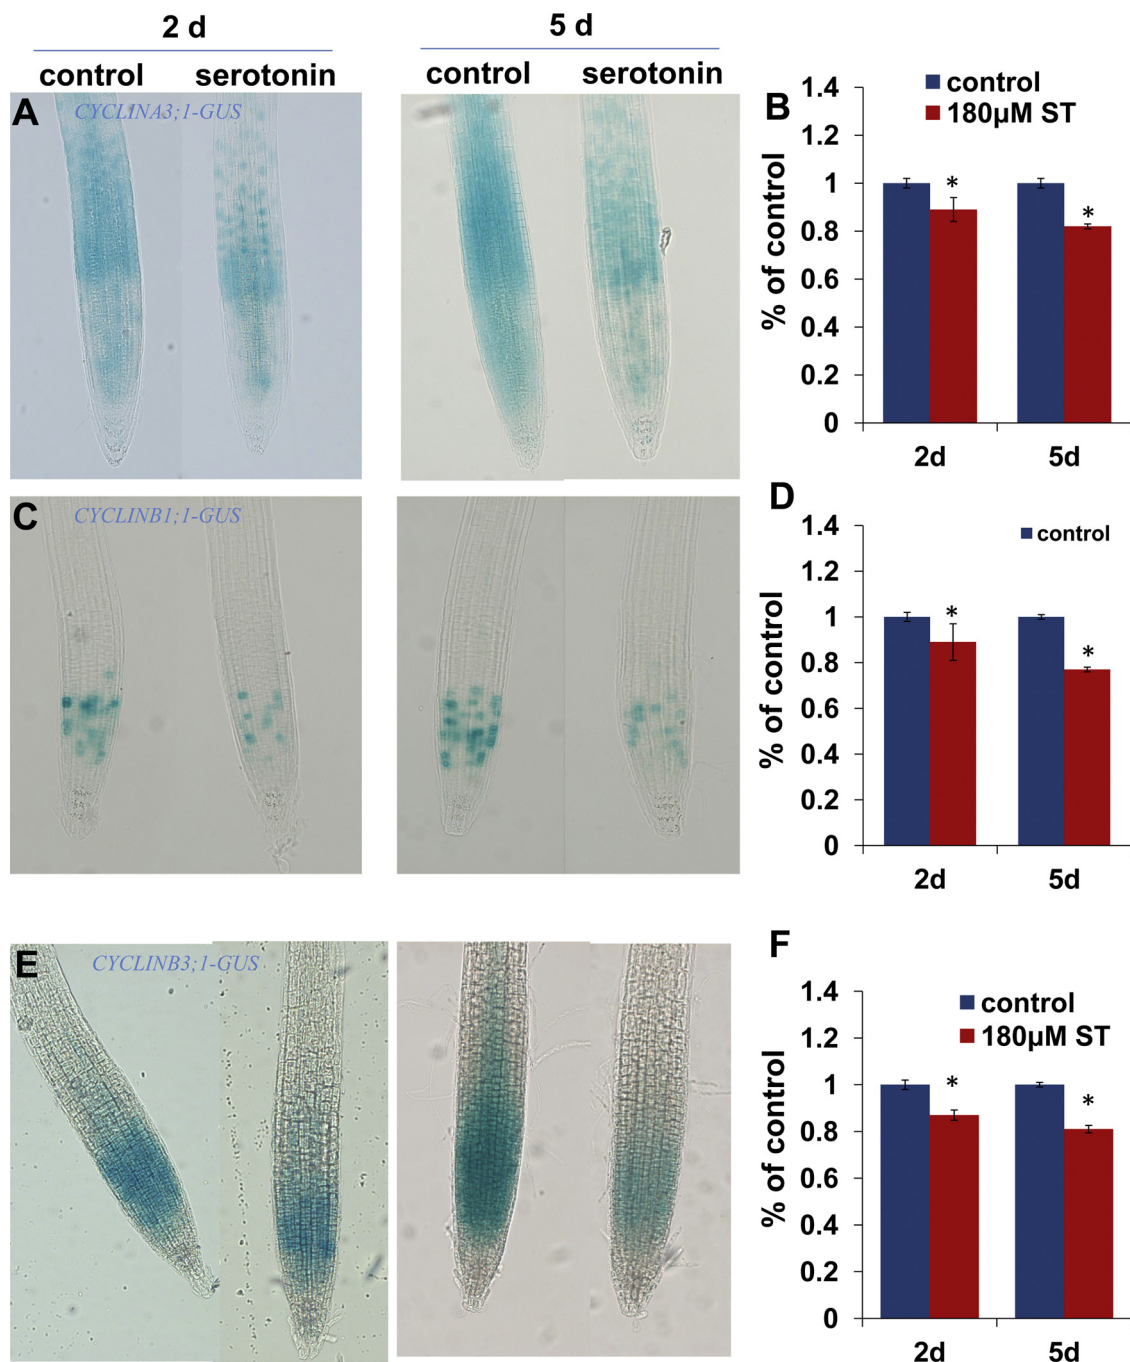 2 d
5 d
control
serotonin
control
serotonin
A
CYCLINA3;1-GUS
B
control
180µM ST
% of control
1.4
1.2
1
0.8
0.6
0.4
0.2
0
2d
5d
C
CYCLINB1;1-GUS
D
control
% of control
1.4
1.2
1
0.8
0.6
0.4
0.2
0
*
*
2d
5d
E
CYCLINB3;1-GUS
F
control
180µM ST
% of control
1.4
1.2
1
0.8
0.6
0.4
0.2
0
*
*
2d
5d